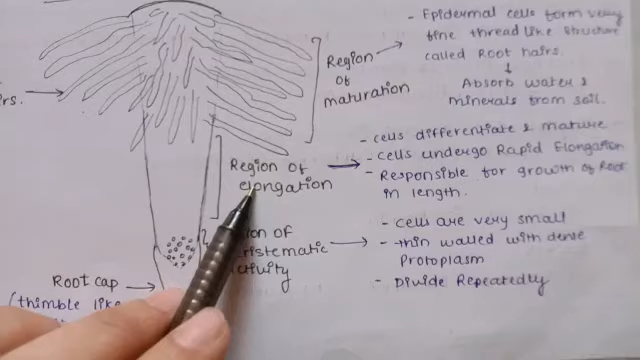 - Epidermal cells form very
fine thread like structure
called Root hairs.
Absorb water &
minerals from soil.
Region
of
maturation
- cells differentiate & mature
- Cells undergo Rapid Elongation
- Responsible for growth of Root
in length.
Region of
elongation
of
- Cells are very small
- thin walled with dense
Protoplasm
- Divide Repeatedly
Root cap
(thimble like